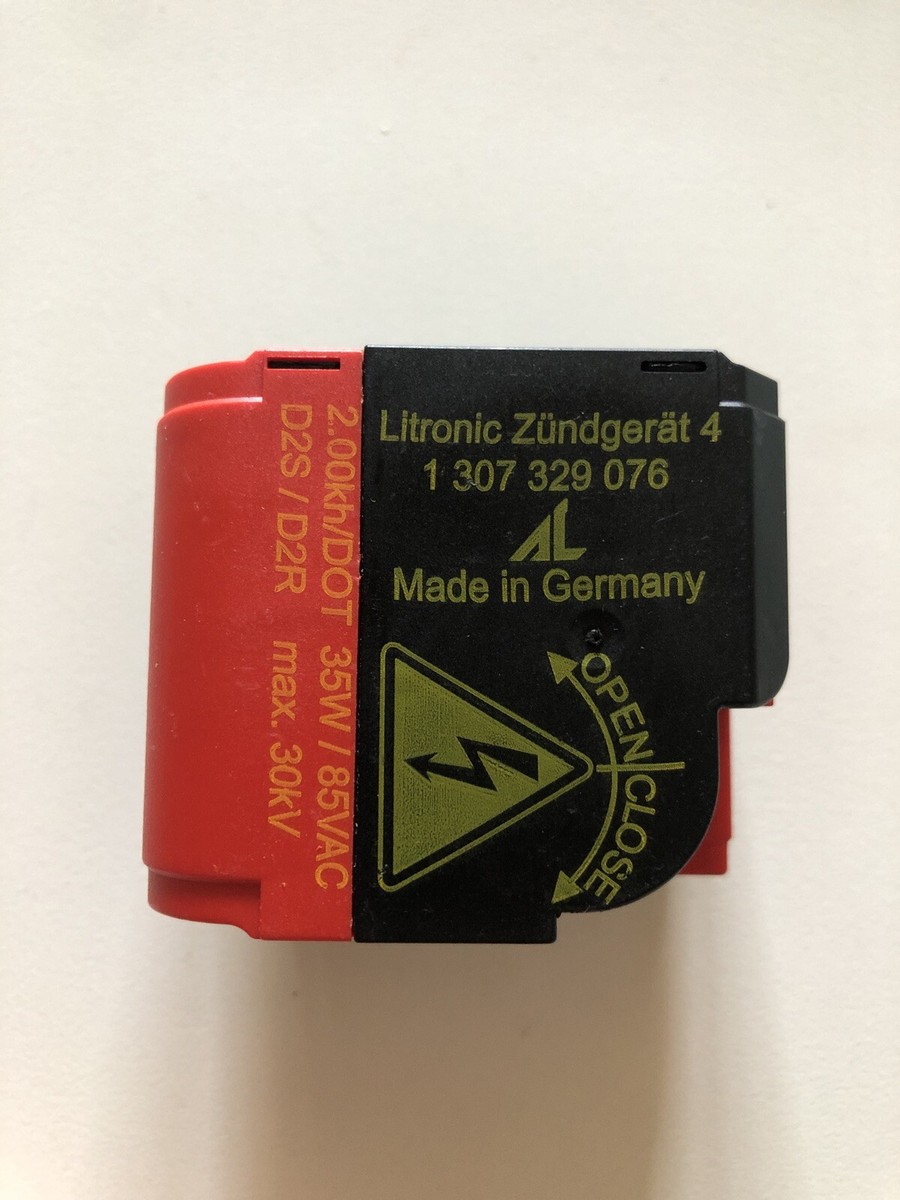 Litronic Zündgerät 4
1 307 329 076
AL
Made in Germany
OPEN CLOSE
2.00kh/DOT 35W / 85VAC
D2S / D2R max. 30kV